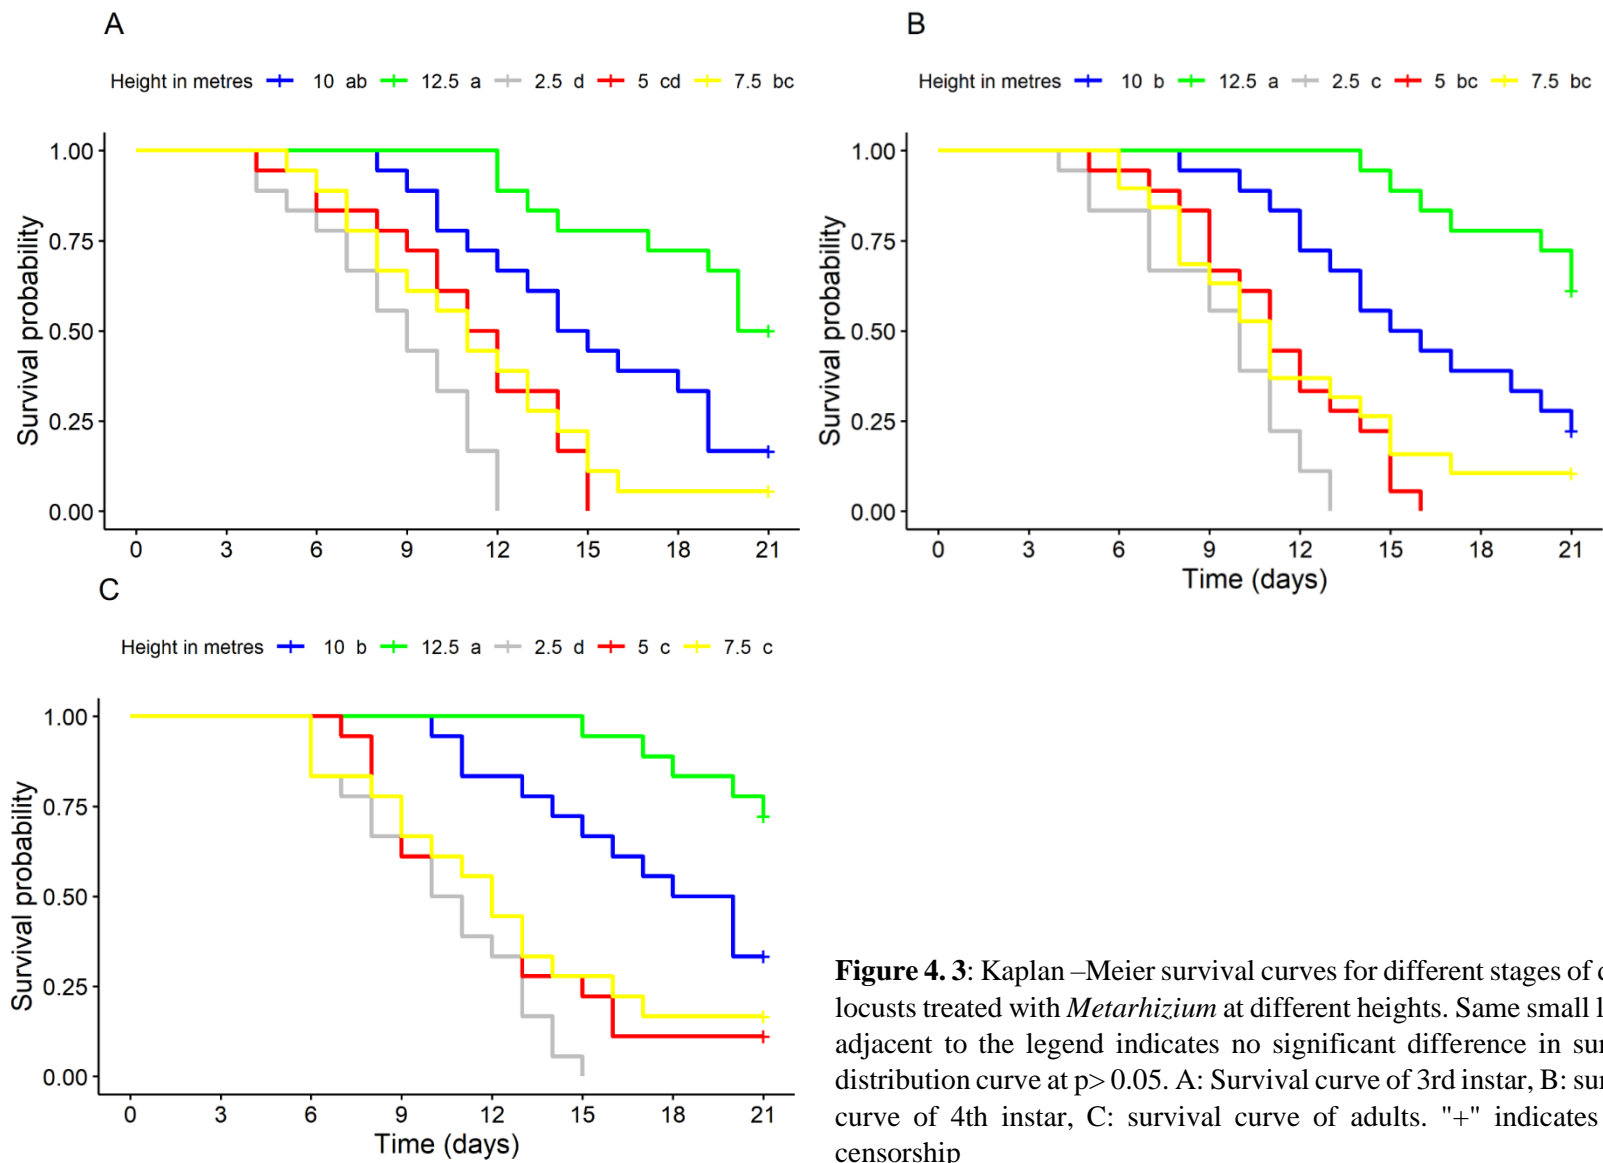 A
Height in metres 10 ab 12.5 a 2.5 d 5 cd 7.5 bc
Survival probability
1.00
0.75
0.50
0.25
0.00
0 3 6 9 12 15 18 21
B
Height in metres 10 b 12.5 a 2.5 c 5 bc 7.5 bc
Survival probability
1.00
0.75
0.50
0.25
0.00
0 3 6 9 12 15 18 21
Time (days)
C
Height in metres 10 b 12.5 a 2.5 d 5 c 7.5 c
Survival probability
1.00
0.75
0.50
0.25
0.00
0 3 6 9 12 15 18 21
Time (days)
Figure 4. 3: Kaplan –Meier survival curves for different stages of
locusts treated with Metarhizium at different heights. Same small
adjacent to the legend indicates no significant difference in
distribution curve at p> 0.05. A: Survival curve of 3rd instar, B:
curve of 4th instar, C: survival curve of adults. "+" indicates
censorship